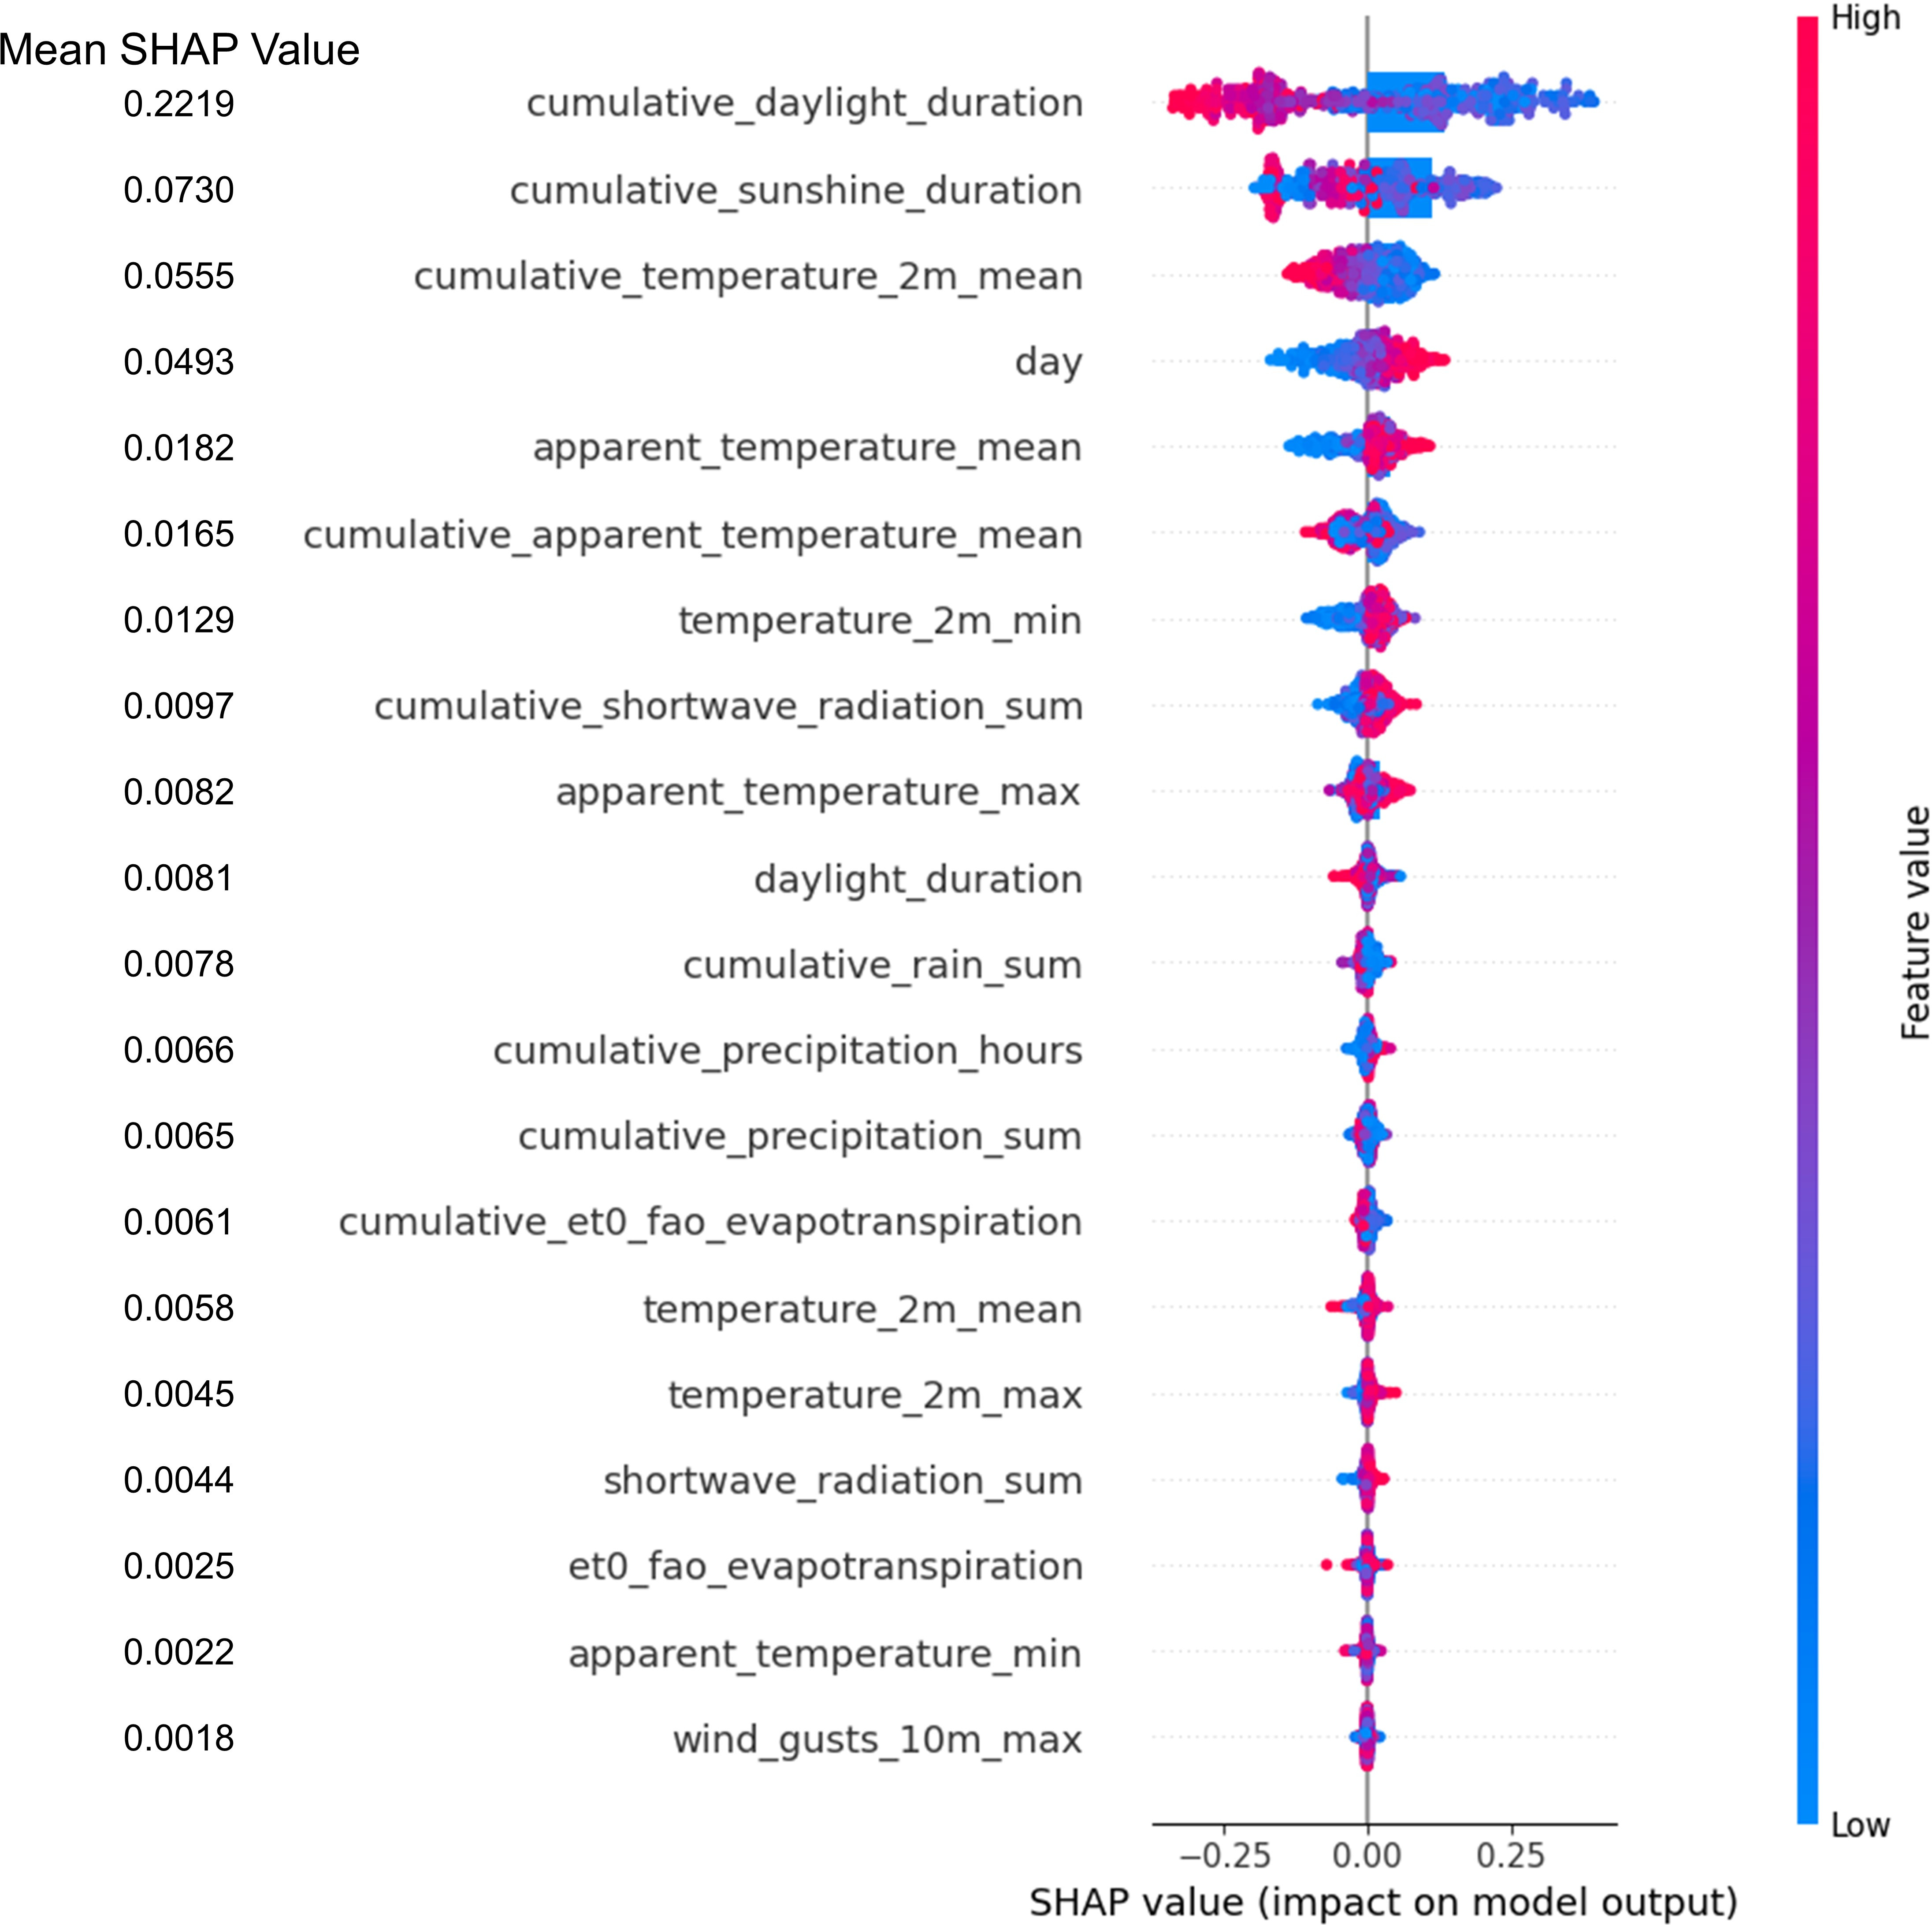 High
Mean SHAP Value
0.2219 cumulative_daylight_duration
0.0730 cumulative_sunshine_duration
0.0555 cumulative_temperature_2m_mean
0.0493 day
0.0182 apparent_temperature_mean
0.0165 cumulative_apparent_temperature_mean
0.0129 temperature_2m_min
0.0097 cumulative_shortwave_radiation_sum
0.0082 apparent_temperature_max
0.0081 daylight_duration
0.0078 cumulative_rain_sum
0.0066 cumulative_precipitation_hours
0.0065 cumulative_precipitation_sum
0.0061 cumulative_et0_fao_evapotranspiration
0.0058 temperature_2m_mean
0.0045 temperature_2m_max
0.0044 shortwave_radiation_sum
0.0025 et0_fao_evapotranspiration
0.0022 apparent_temperature_min
0.0018 wind_gusts_10m_max
Feature value
Low
−0.25 0.00 0.25
SHAP value (impact on model output)